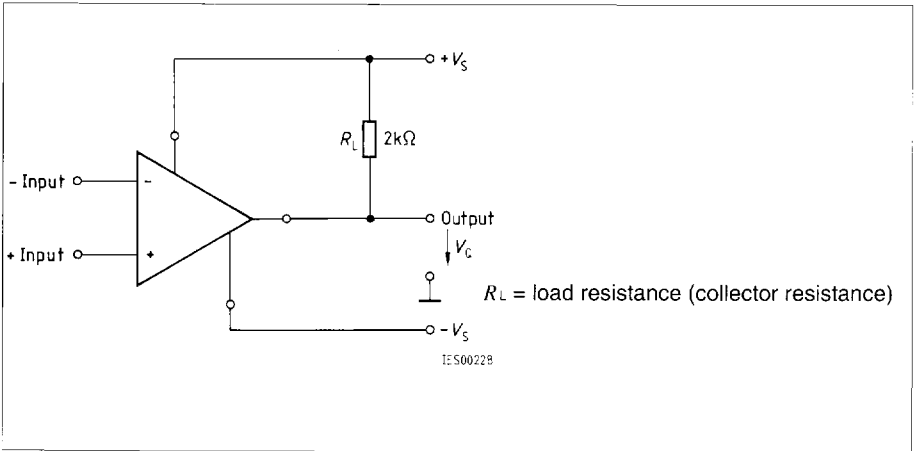 +VS
RL 2kΩ
- Input
-
Output
+ Input
+
VQ
RL = load resistance (collector resistance)
-VS
IES00228